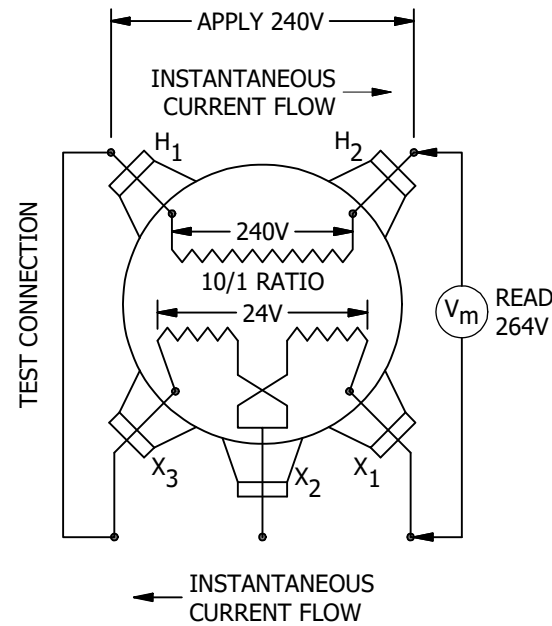 APPLY 240V
INSTANTANEOUS
CURRENT FLOW
H1
H2
TEST CONNECTION
240V
10/1 RATIO
24V
Vm
READ
264V
X3
X2
X1
INSTANTANEOUS
CURRENT FLOW